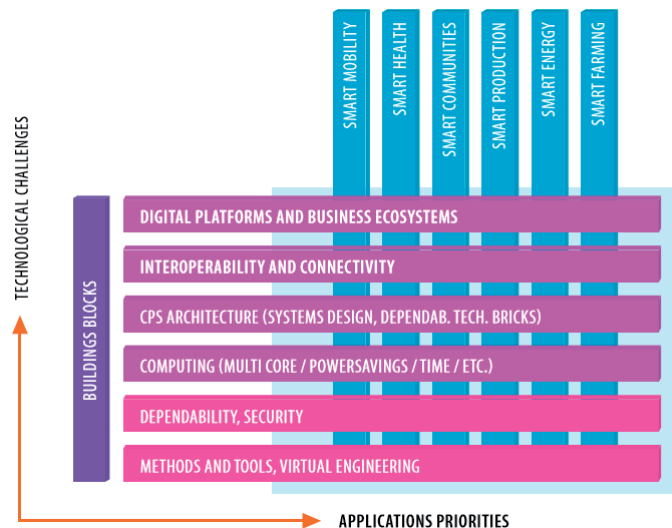 SMART MOBILITY
SMART HEALTH
SMART COMMUNITIES
SMART PRODUCTION
SMART ENERGY
SMART FARMING
TECHNOLOGICAL CHALLENGES
BUILDINGS BLOCKS
DIGITAL PLATFORMS AND BUSINESS ECOSYSTEMS
INTEROPERABILITY AND CONNECTIVITY
CPS ARCHITECTURE (SYSTEMS DESIGN, DEPENDAB. TECH. BRICKS)
COMPUTING (MULTI CORE / POWERSAVINGS / TIME / ETC.)
DEPENDABILITY, SECURITY
METHODS AND TOOLS, VIRTUAL ENGINEERING
APPLICATIONS PRIORITIES